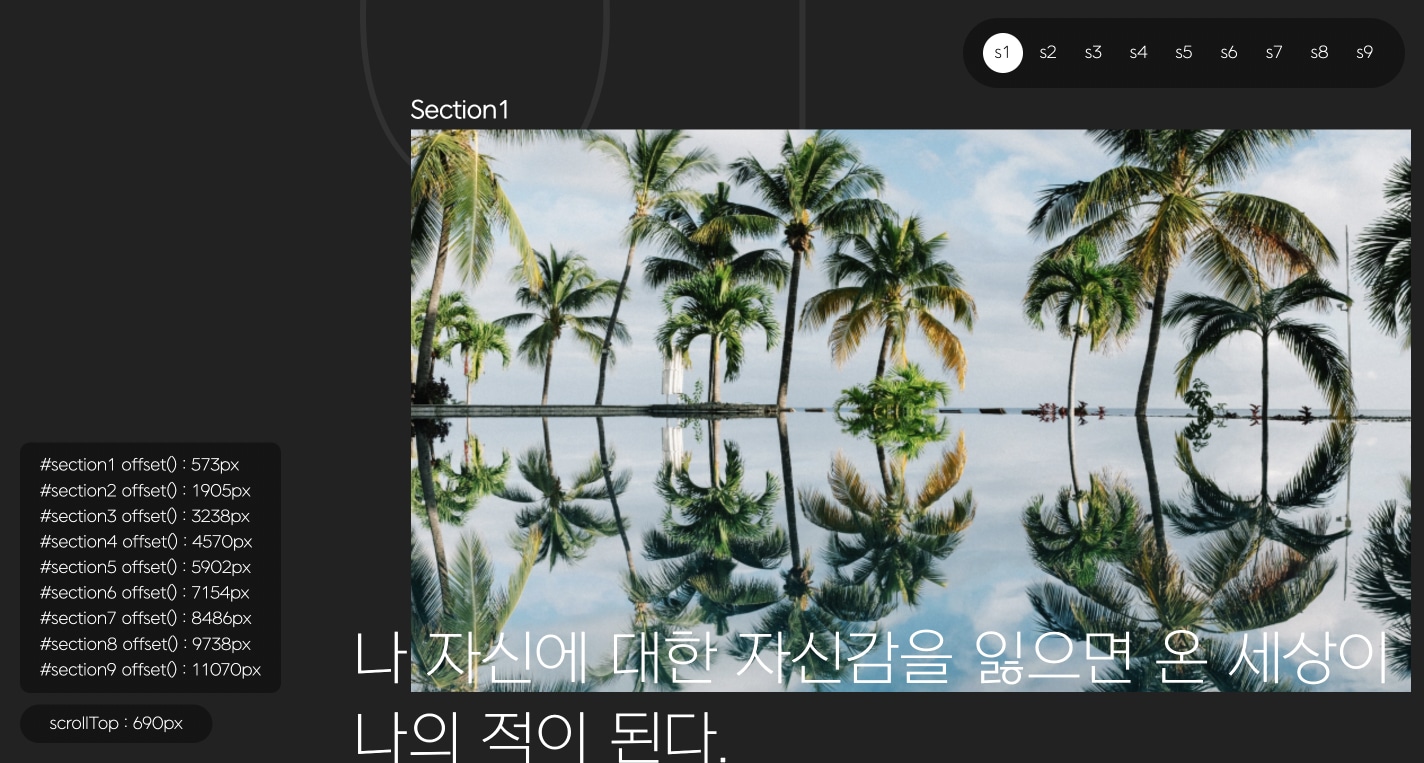 s1 s2 s3 s4 s5 s6 s7 s8 s9
Section1
#section1 offset() : 573px
#section2 offset() : 1905px
#section3 offset() : 3238px
#section4 offset() : 4570px
#section5 offset() : 5902px
#section6 offset() : 7154px
#section7 offset() : 8486px
#section8 offset() : 9738px
#section9 offset() : 11070px
scrollTop : 690px
나 자신에 대한 자신감을 잃으면 온 세상이
나의 적이 된다.